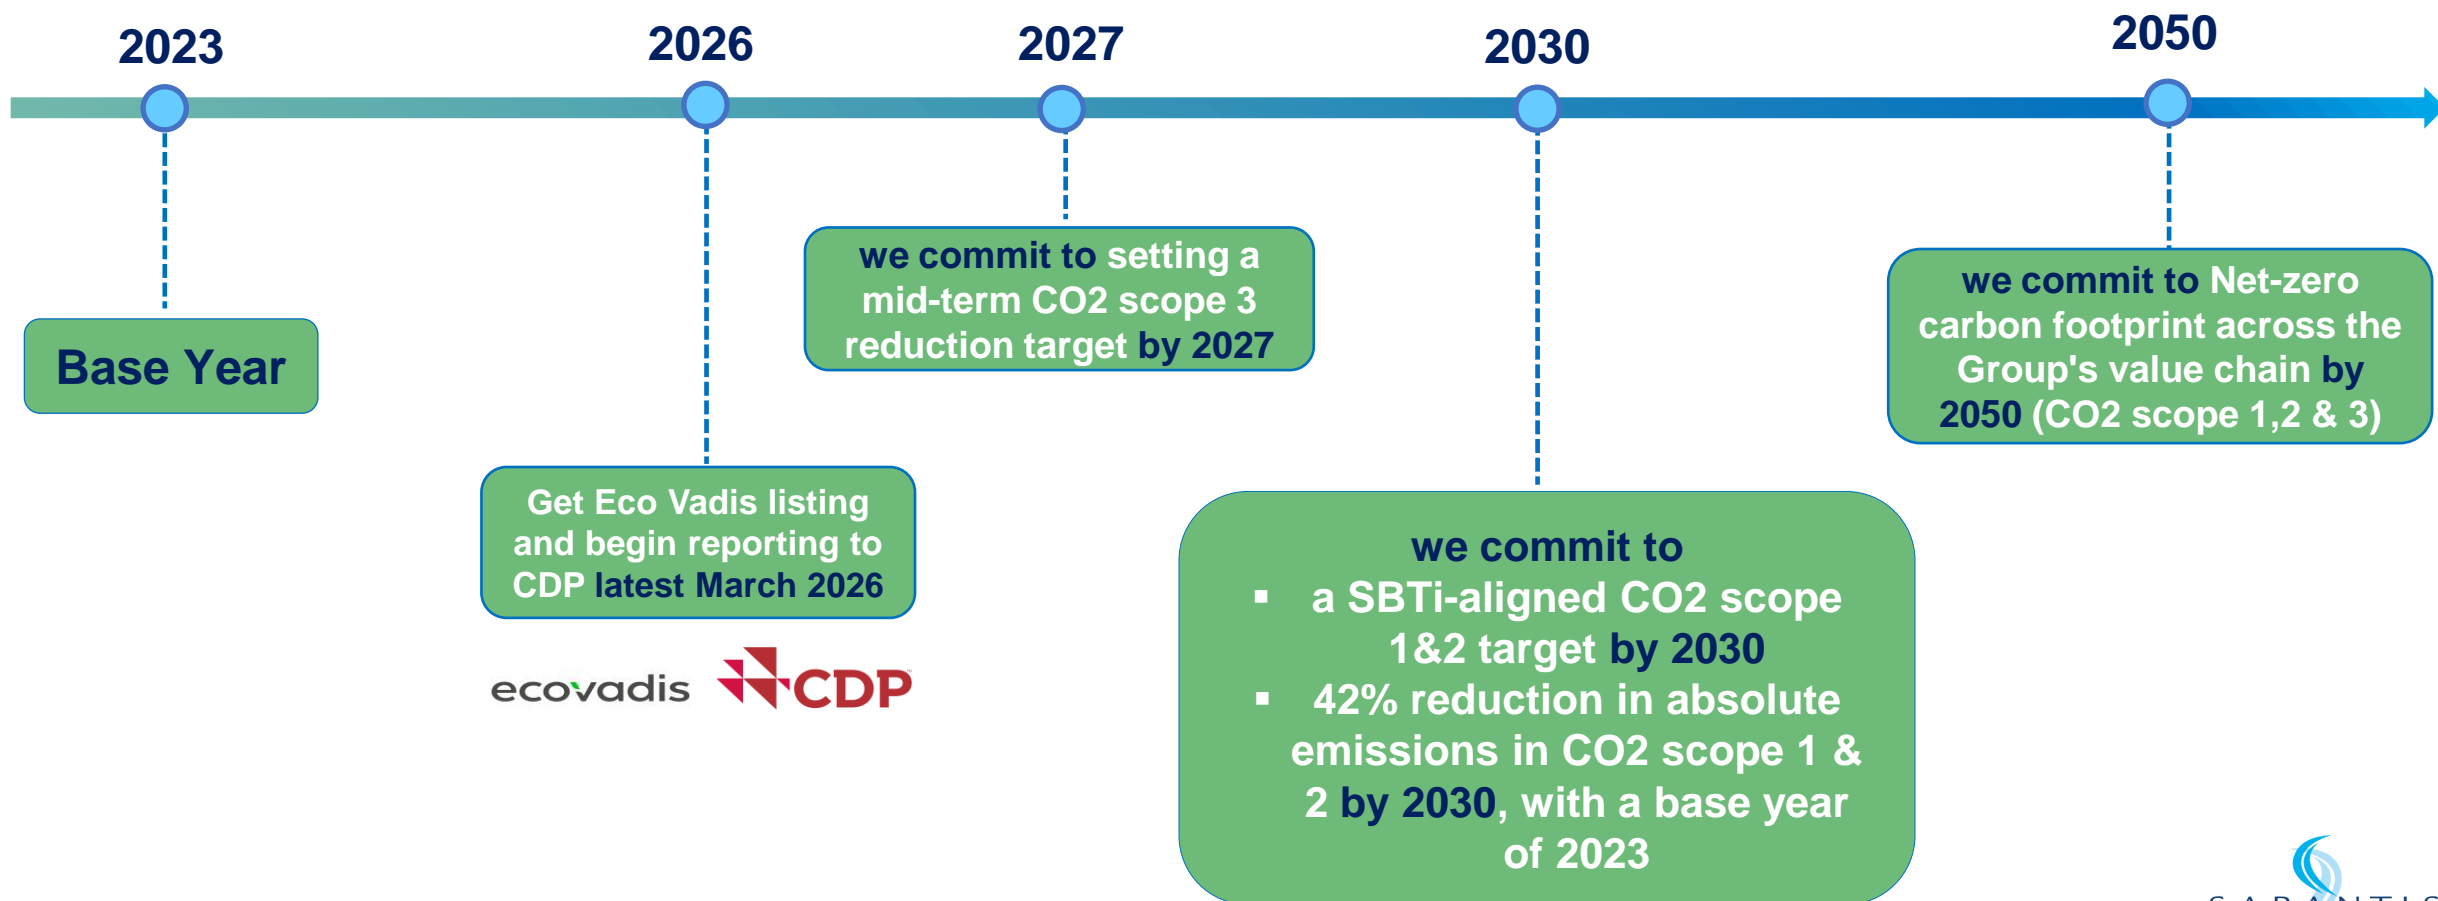 2023
2026
2027
2030
2050
Base Year
Get Eco Vadis listing
and begin reporting to
CDP latest March 2026
ecovadis
CDP
we commit to setting a
mid-term CO2 scope 3
reduction target by 2027
we commit to
▪ a SBTi-aligned CO2 scope
1&2 target by 2030
▪ 42% reduction in absolute
emissions in CO2 scope 1 &
2 by 2030, with a base year
of 2023
we commit to Net-zero
carbon footprint across the
Group's value chain by
2050 (CO2 scope 1,2 & 3)
SARANTIS